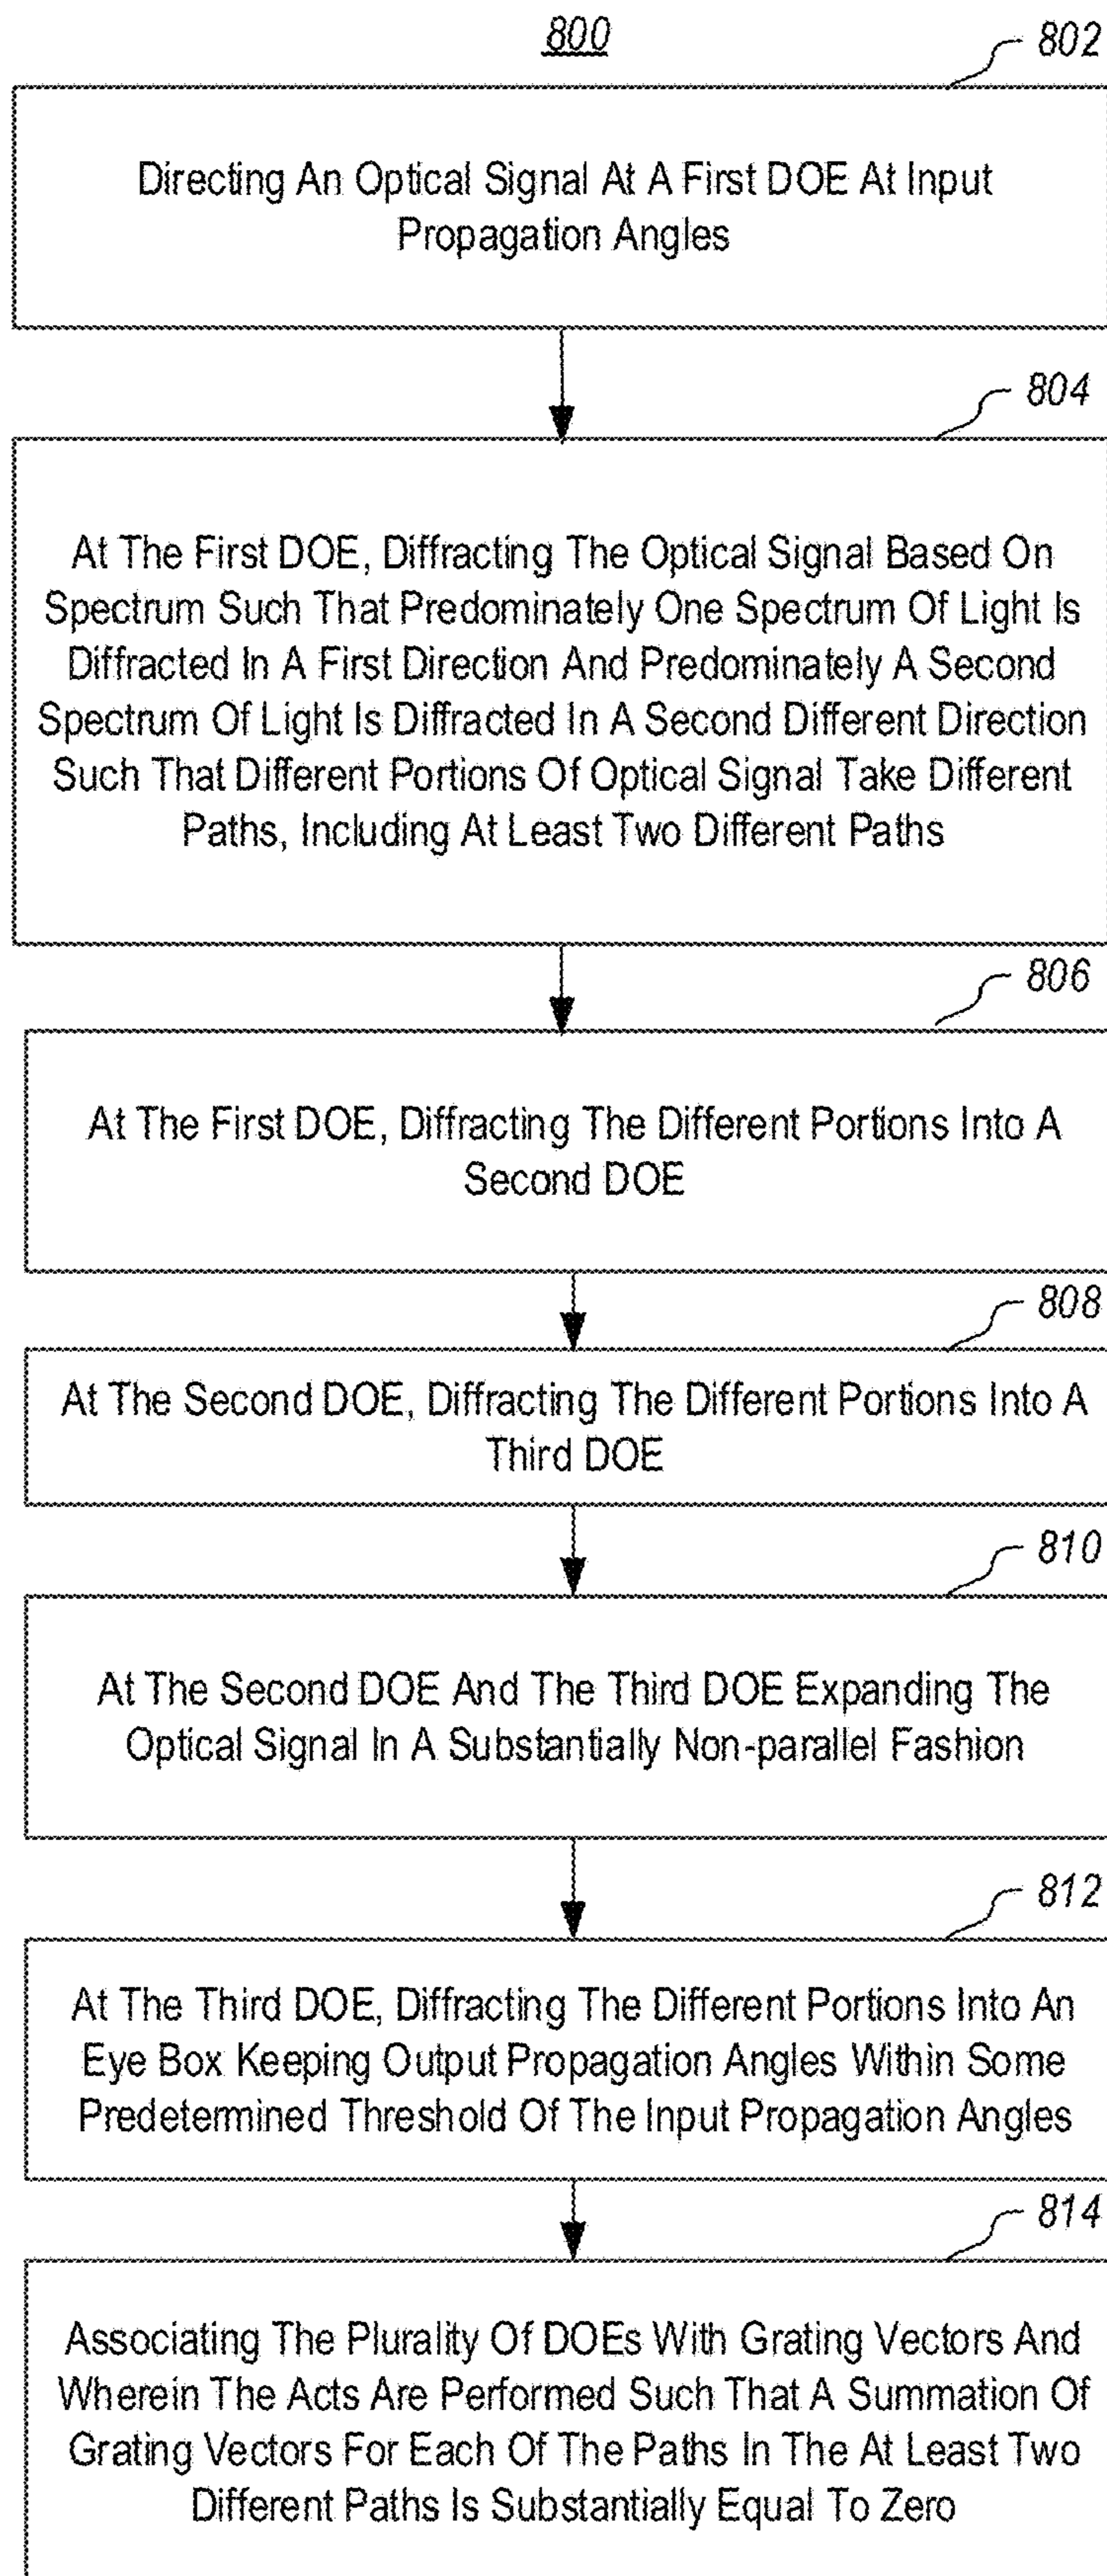 800
802
Directing An Optical Signal At A First DOE At Input
Propagation Angles
804
At The First DOE, Diffracting The Optical Signal Based On
Spectrum Such That Predominately One Spectrum Of Light Is
Diffracted In A First Direction And Predominately A Second
Spectrum Of Light Is Diffracted In A Second Different Direction
Such That Different Portions Of Optical Signal Take Different
Paths, Including At Least Two Different Paths
806
At The First DOE, Diffracting The Different Portions Into A
Second DOE
808
At The Second DOE, Diffracting The Different Portions Into A
Third DOE
810
At The Second DOE And The Third DOE Expanding The
Optical Signal In A Substantially Non-parallel Fashion
812
At The Third DOE, Diffracting The Different Portions Into An
Eye Box Keeping Output Propagation Angles Within Some
Predetermined Threshold Of The Input Propagation Angles
814
Associating The Plurality Of DOEs With Grating Vectors And
Wherein The Acts Are Performed Such That A Summation Of
Grating Vectors For Each Of The Paths In The At Least Two
Different Paths Is Substantially Equal To Zero